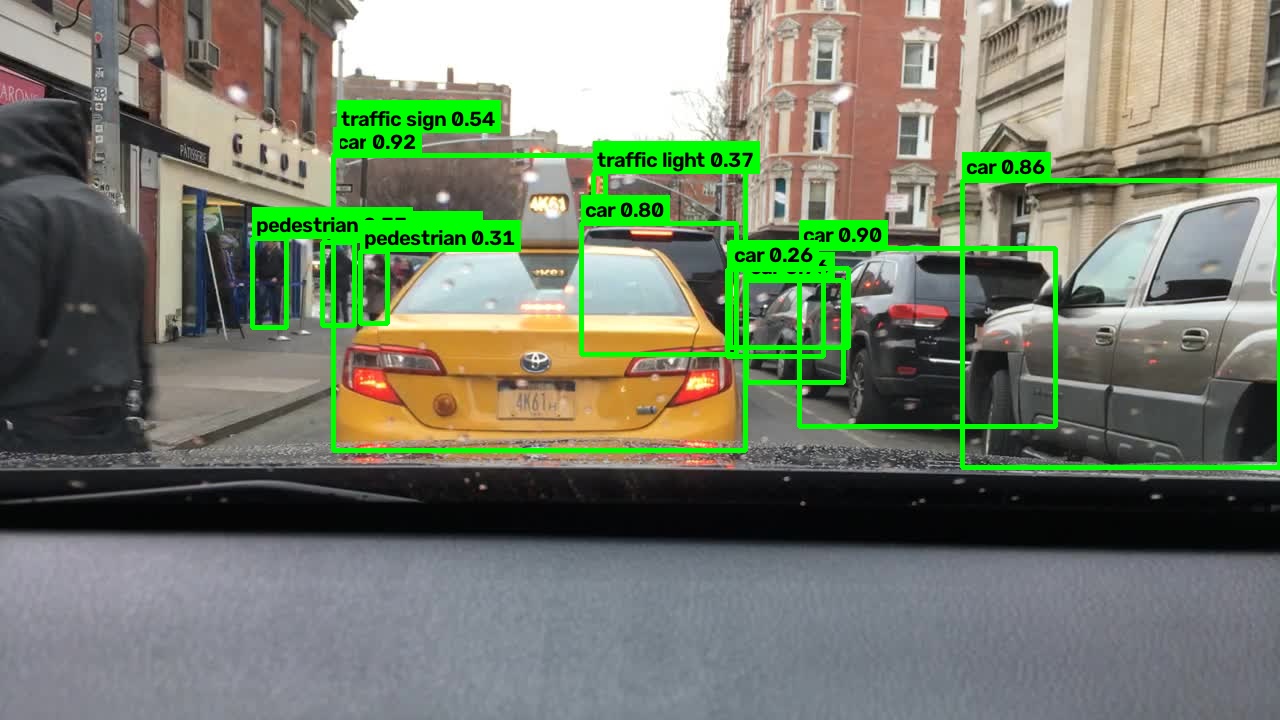 traffic sign 0.54
car 0.92
traffic light 0.37
car 0.86
car 0.80
pedestrian
pedestrian 0.31
car 0.90
car 0.26
PATISSERIE
GRON
4K61
4K61
4K61